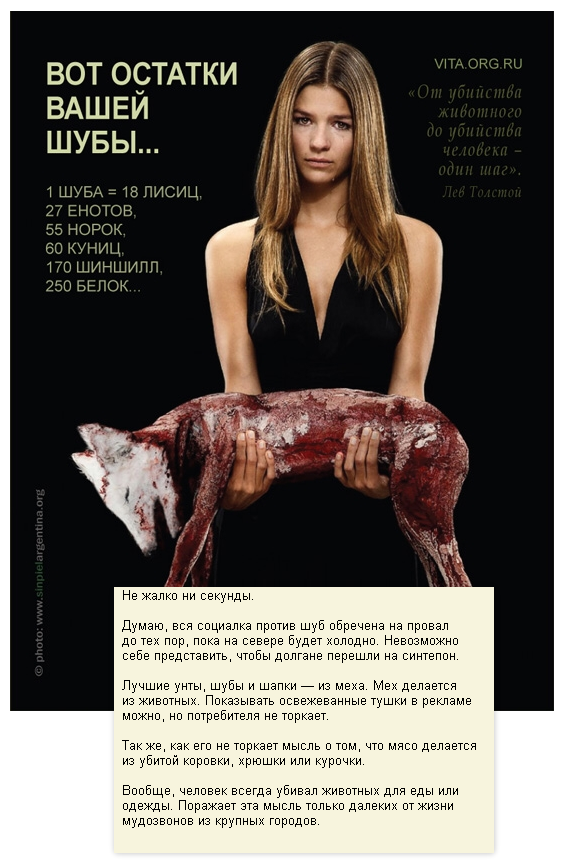 ВОТ ОСТАТКИ
ВАШЕЙ
ШУБЫ...
1 ШУБА = 18 ЛИСИЦ,
27 ЕНОТОВ,
55 НОРОК,
60 КУНИЦ,
170 ШИНШИЛЛ,
250 БЕЛОК...
VITA.ORG.RU
«От убийства
животного
до убийства
человека –
один шаг».
Лев Толстой
© photo: www.sinpielargentina.org
Не жалко ни секунды.
Думаю, вся социалка против шуб обречена на провал
до тех пор, пока на севере будет холодно. Невозможно
себе представить, чтобы долгане перешли на синтепон.
Лучшие унты, шубы и шапки — из меха. Мех делается
из животных. Показывать освежеванные тушки в рекламе
можно, но потребителя не торкает.
Так же, как его не торкает мысль о том, что мясо делается
из убитой коровки, хрюшки или курочки.
Вообще, человек всегда убивал животных для еды или
одежды. Поражает эта мысль только далеких от жизни
мудозвонов из крупных городов.